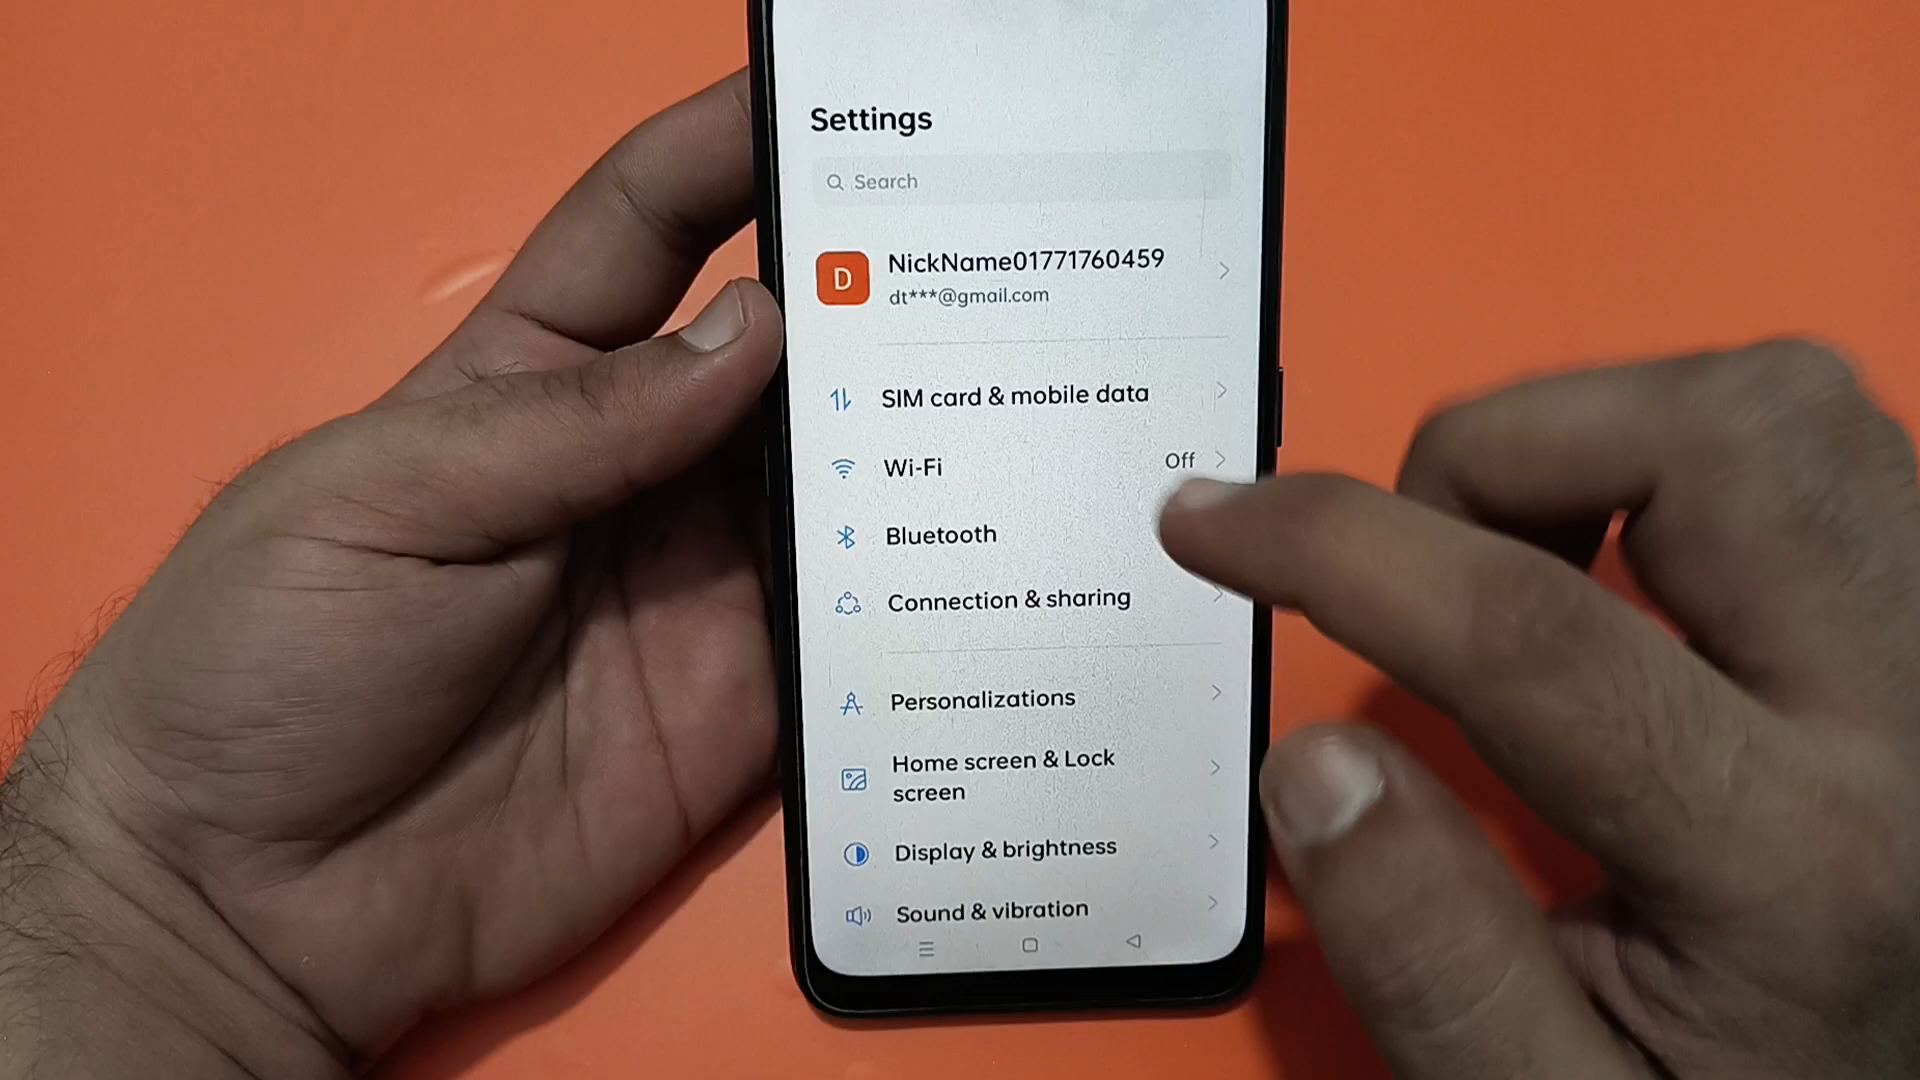 Settings
Search
D
NickName01771760459
dt***@gmail.com
SIM card & mobile data
Wi-Fi Off
Bluetooth
Connection & sharing
Personalizations
Home screen & Lock
screen
Display & brightness
Sound & vibration